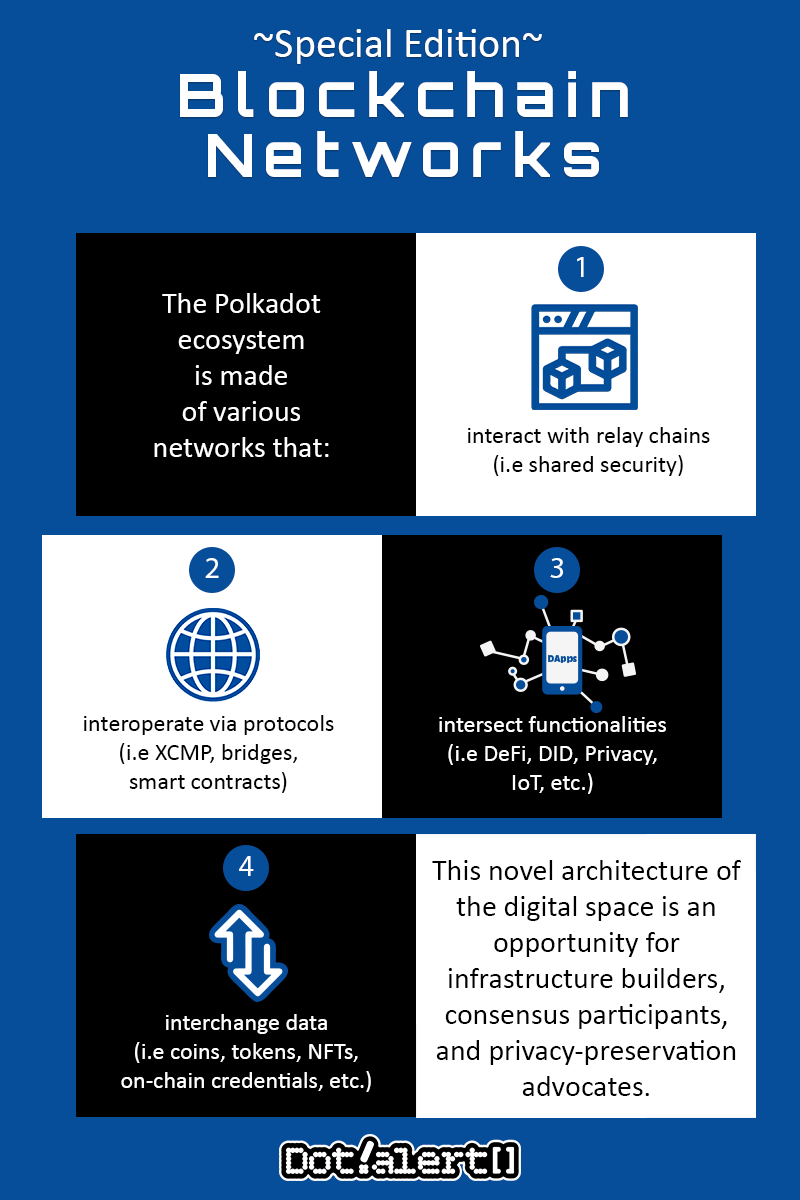 ~Special Edition~
Blockchain
Networks
The Polkadot
ecosystem
is made
of various
networks that:
1
interact with relay chains
(i.e shared security)
2
interoperate via protocols
(i.e XCMP, bridges,
smart contracts)
3
DApps
intersect functionalities
(i.e DeFi, DID, Privacy,
IoT, etc.)
4
interchange data
(i.e coins, tokens, NFTs,
on-chain credentials, etc.)
This novel architecture of
the digital space is an
opportunity for
infrastructure builders,
consensus participants,
and privacy-preservation
advocates.
Dot!alert[]